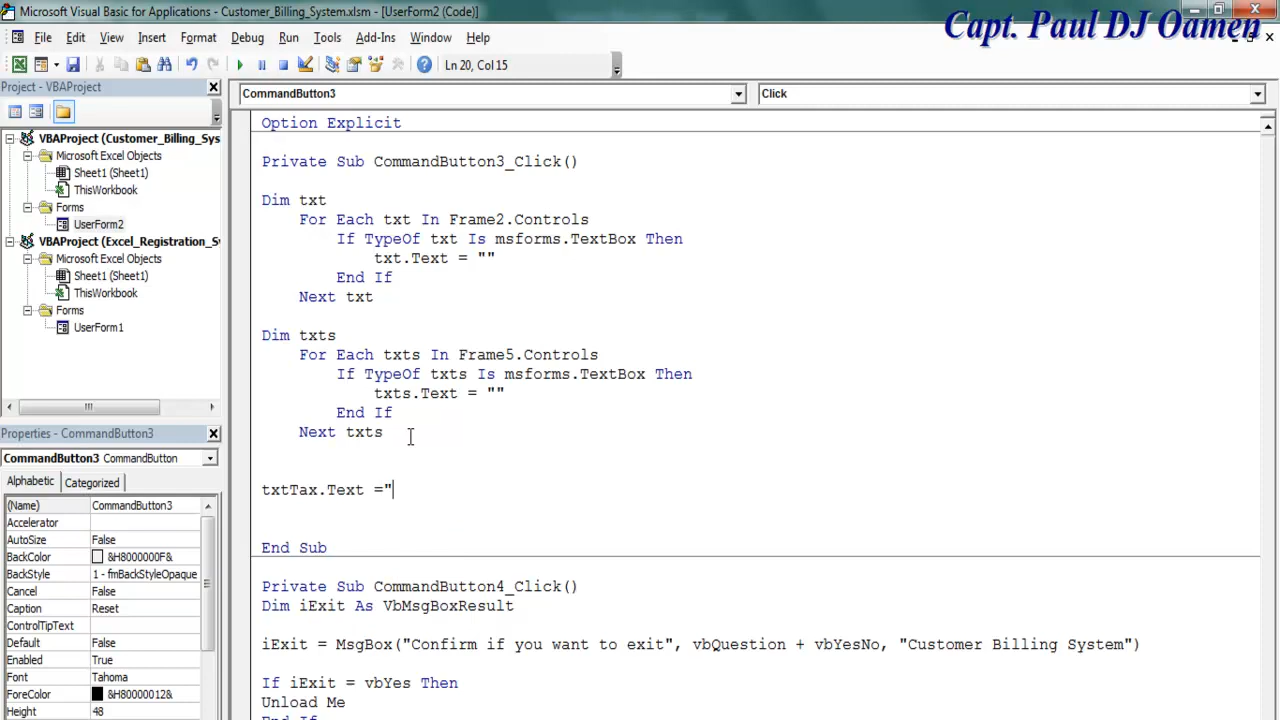 Microsoft Visual Basic for Applications - Customer_Billing_System.xlsm - [UserForm2 (Code)]
Capt. Paul DJ Oamen
File Edit View Insert Format Debug Run Tools Add-Ins Window Help
Ln 20, Col 15
Project - VBAProject
CommandButton3
Click
VBAProject (Customer_Billing_Sys
Microsoft Excel Objects
Sheet1 (Sheet1)
ThisWorkbook
Forms
UserForm2
VBAProject (Excel_Registration_Sy
Microsoft Excel Objects
Sheet1 (Sheet1)
ThisWorkbook
Forms
UserForm1
Properties - CommandButton3
CommandButton3 CommandButton
Alphabetic Categorized
(Name) CommandButton3
Accelerator
AutoSize False
BackColor &H8000000F&
BackStyle 1 - fmBackStyleOpaque
Cancel False
Caption Reset
ControlTipText
Default False
Enabled True
Font Tahoma
ForeColor &H80000012&
Height 48
Option Explicit
Private Sub CommandButton3_Click()
Dim txt
For Each txt In Frame2.Controls
If TypeOf txt Is msforms.TextBox Then
txt.Text = ""
End If
Next txt
Dim txts
For Each txts In Frame5.Controls
If TypeOf txts Is msforms.TextBox Then
txts.Text = ""
End If
Next txts
txtTax.Text ="
End Sub
Private Sub CommandButton4_Click()
Dim iExit As VbMsgBoxResult
iExit = MsgBox("Confirm if you want to exit", vbQuestion + vbYesNo, "Customer Billing System")
If iExit = vbYes Then
Unload Me
End If